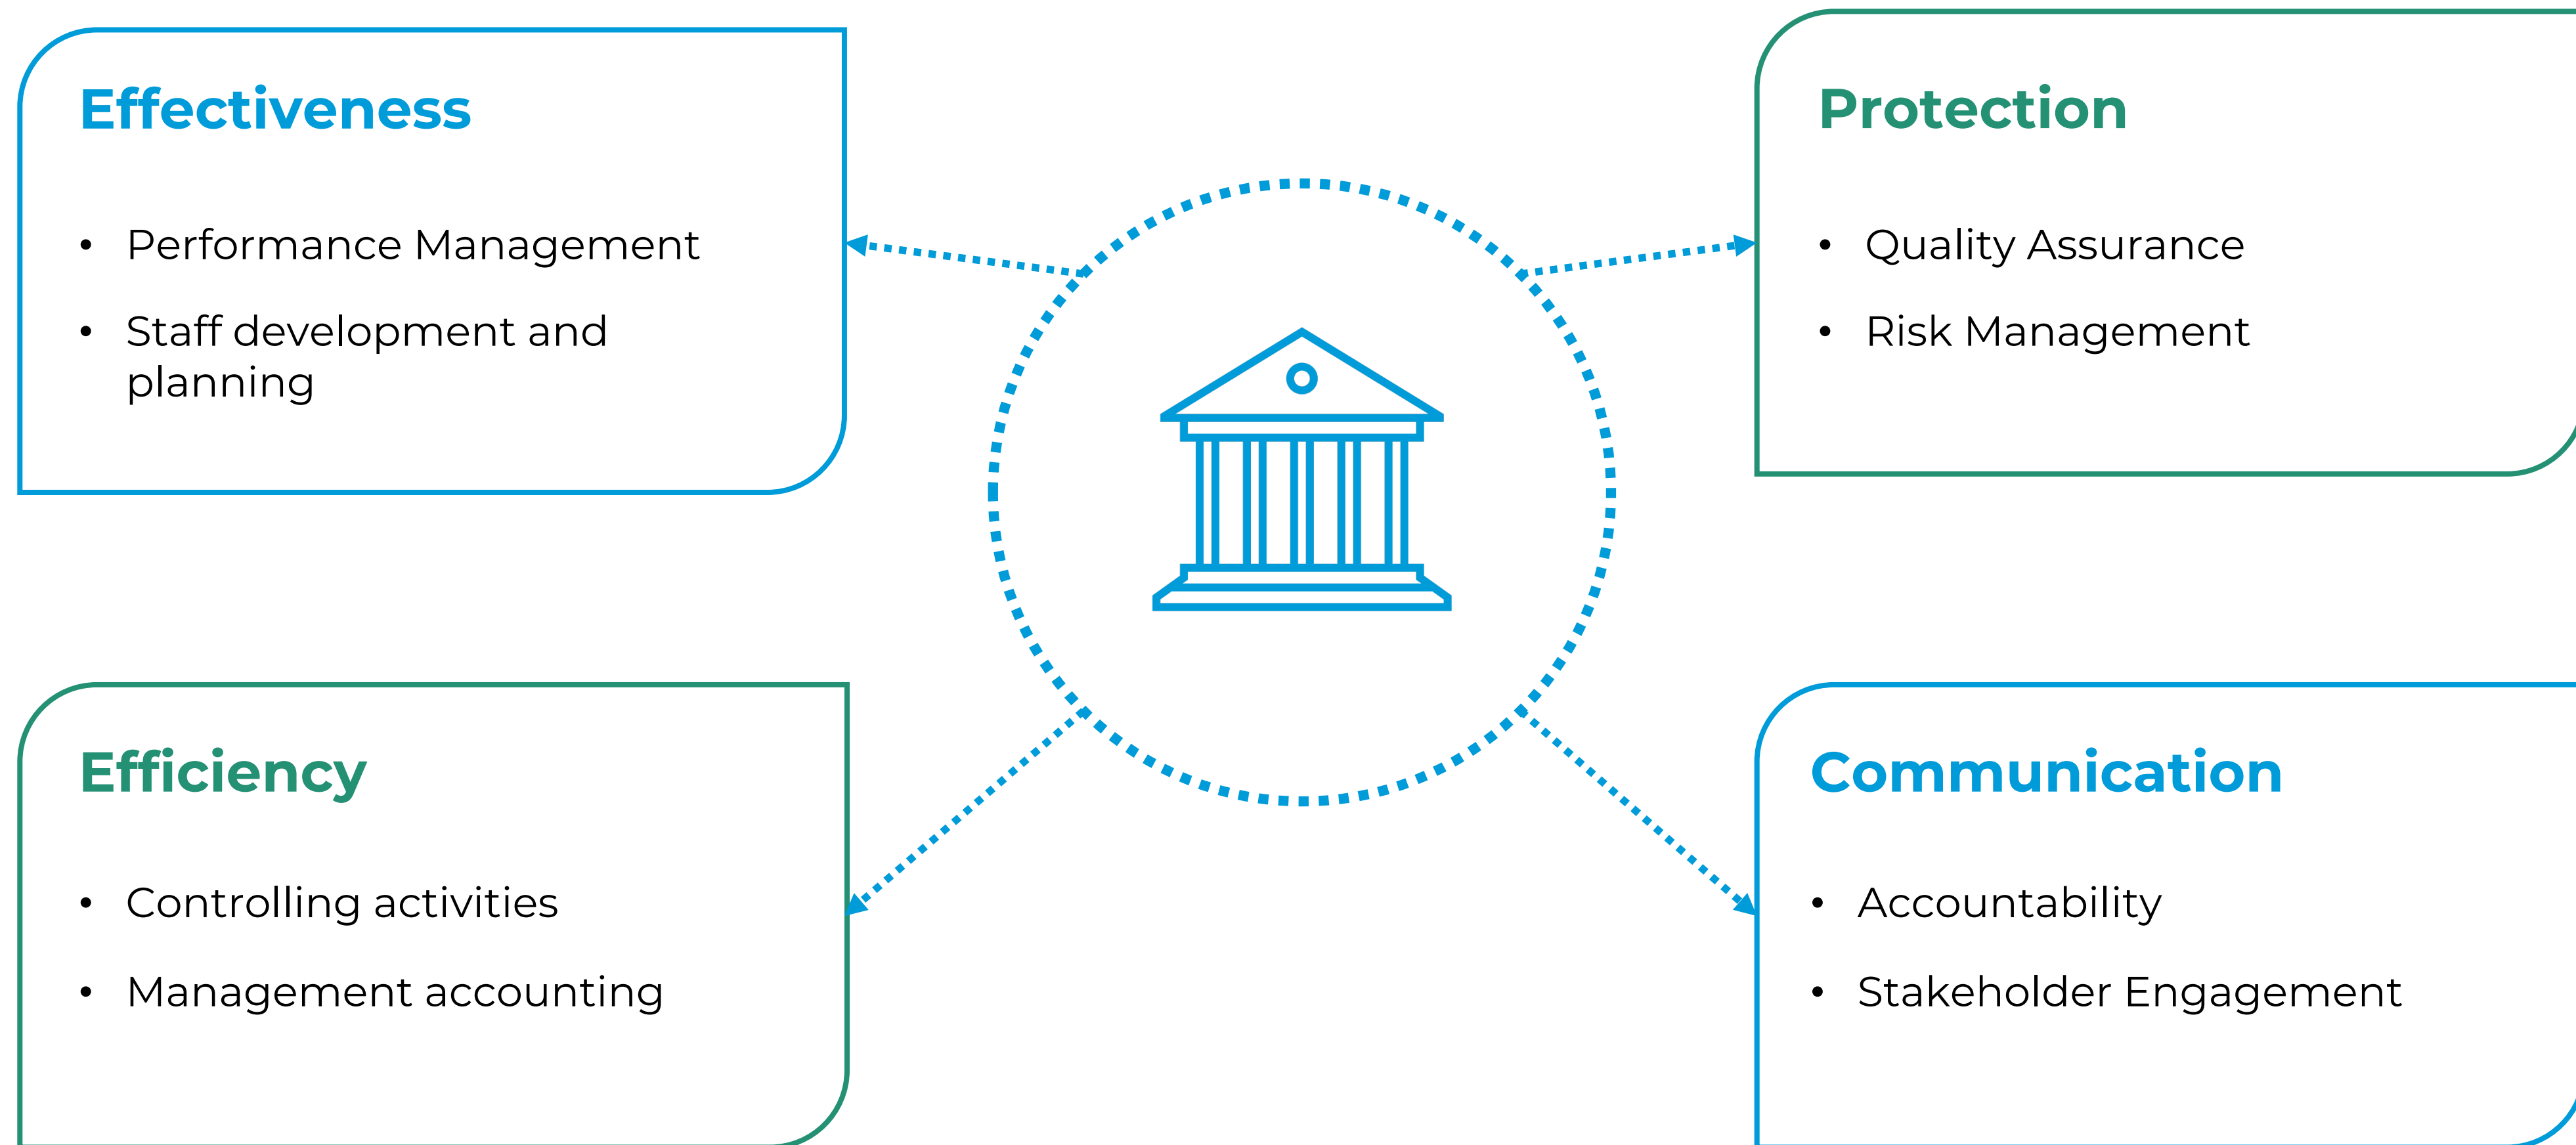 Effectiveness
• Performance Management
• Staff development and
planning
Protection
• Quality Assurance
• Risk Management
Efficiency
• Controlling activities
• Management accounting
Communication
• Accountability
• Stakeholder Engagement